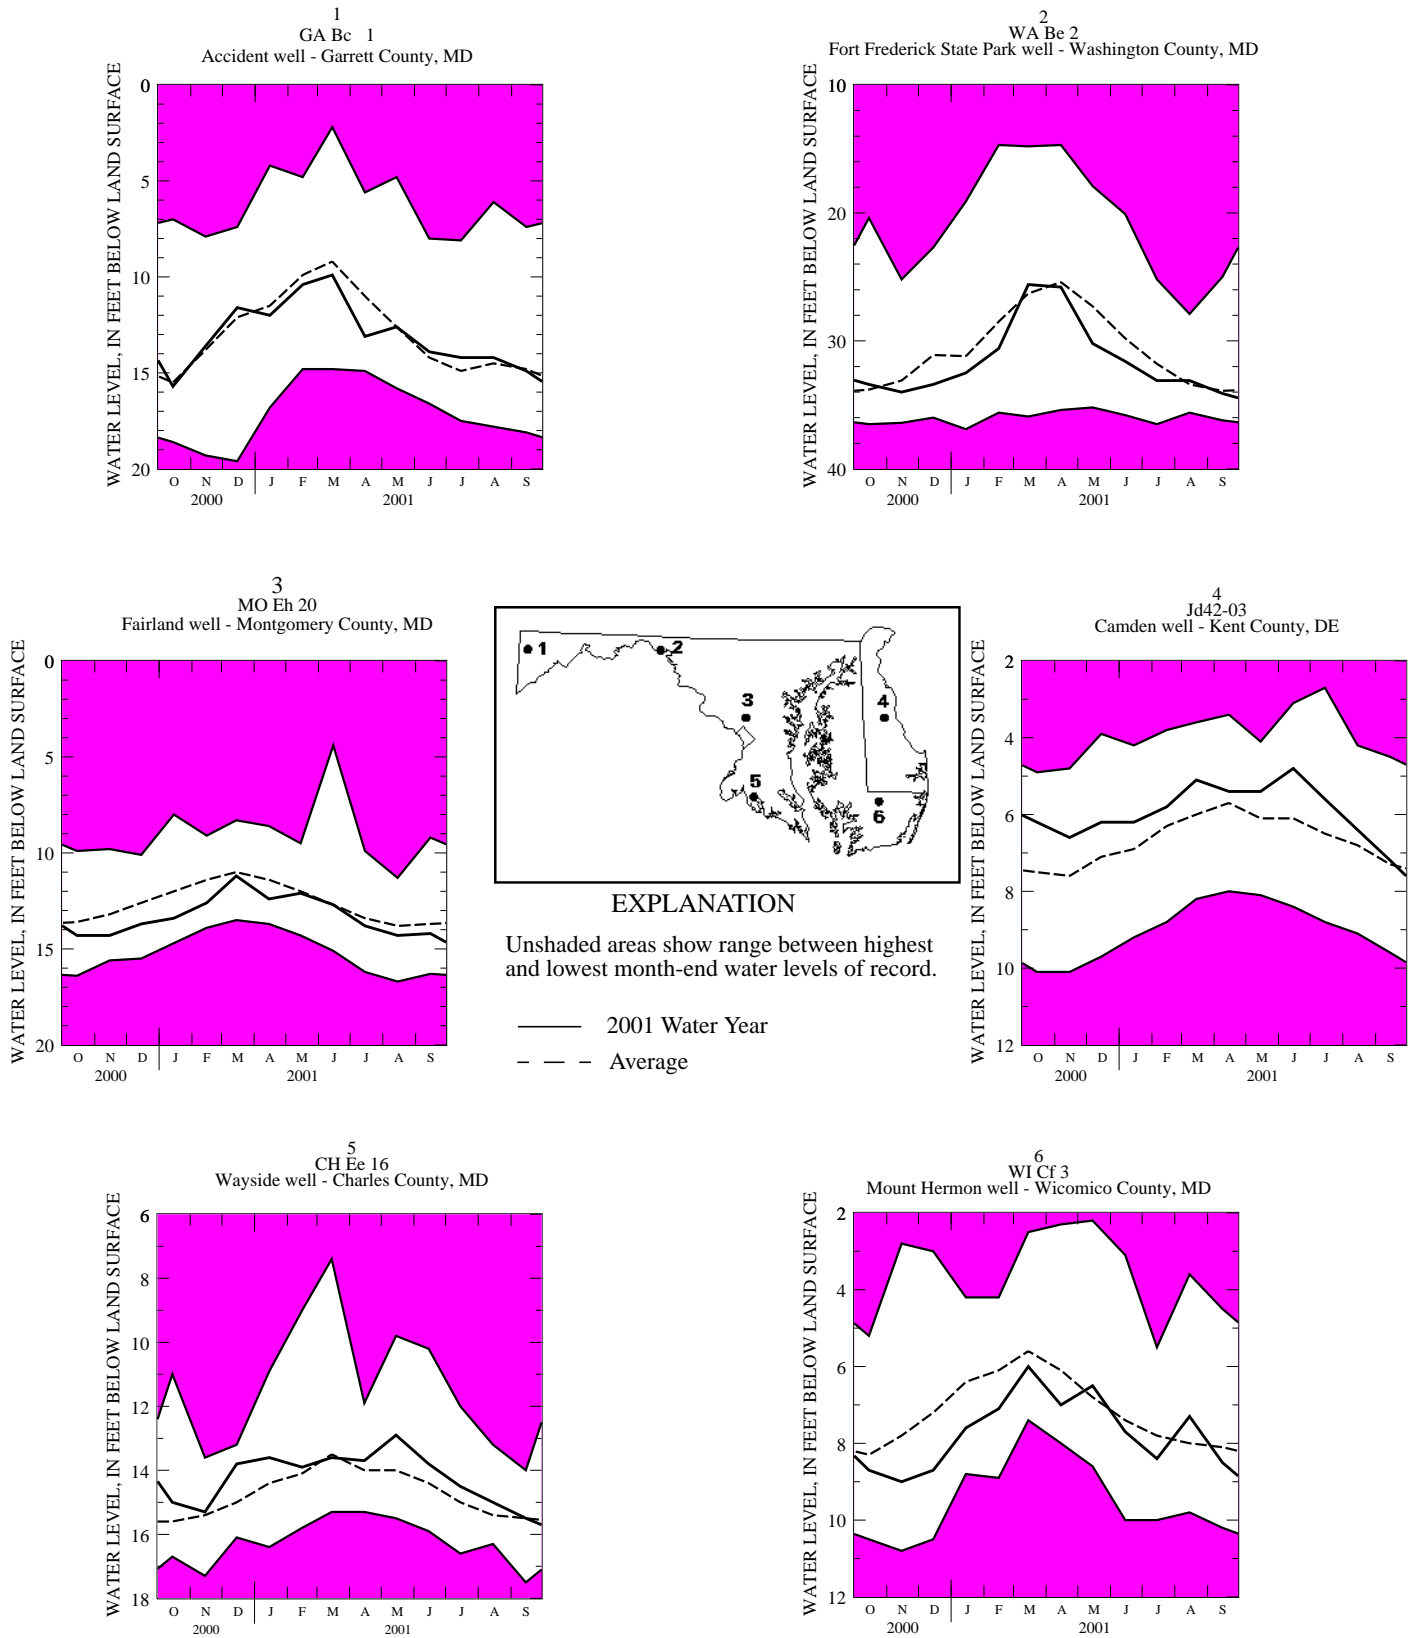 1
GA Bc 1
Accident well - Garrett County, MD
WATER LEVEL, IN FEET BELOW LAND SURFACE
0
5
10
15
20
O N D J F M A M J J A S
2000 2001
2
WA Be 2
Fort Frederick State Park well - Washington County, MD
WATER LEVEL, IN FEET BELOW LAND SURFACE
10
20
30
40
O N D J F M A M J J A S
2000 2001
3
MO Eh 20
Fairland well - Montgomery County, MD
WATER LEVEL, IN FEET BELOW LAND SURFACE
0
5
10
15
20
O N D J F M A M J J A S
2000 2001
1 2
3 4
5
6
EXPLANATION
Unshaded areas show range between highest
and lowest month-end water levels of record.
2001 Water Year
Average
4
Jd42-03
Camden well - Kent County, DE
WATER LEVEL, IN FEET BELOW LAND SURFACE
2
4
6
8
10
12
O N D J F M A M J J A S
2000 2001
5
CH Ee 16
Wayside well - Charles County, MD
WATER LEVEL, IN FEET BELOW LAND SURFACE
6
8
10
12
14
16
18
O N D J F M A M J J A S
2000 2001
6
WI Cf 3
Mount Hermon well - Wicomico County, MD
WATER LEVEL, IN FEET BELOW LAND SURFACE
2
4
6
8
10
12
O N D J F M A M J J A S
2000 2001